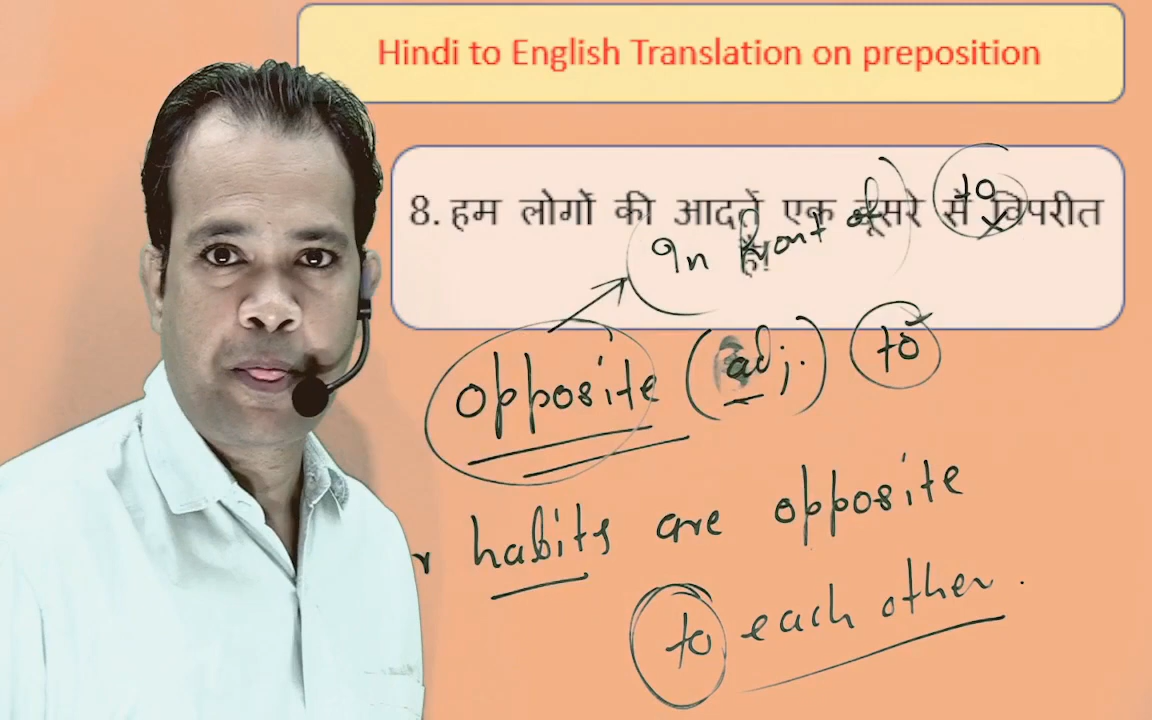 Hindi to English Translation on preposition
8. हम लोगों की आदतें एक दूसरे से विपरीत
हैं।
to
In front of
opposite (adj.) to
habits are opposite
to each other.